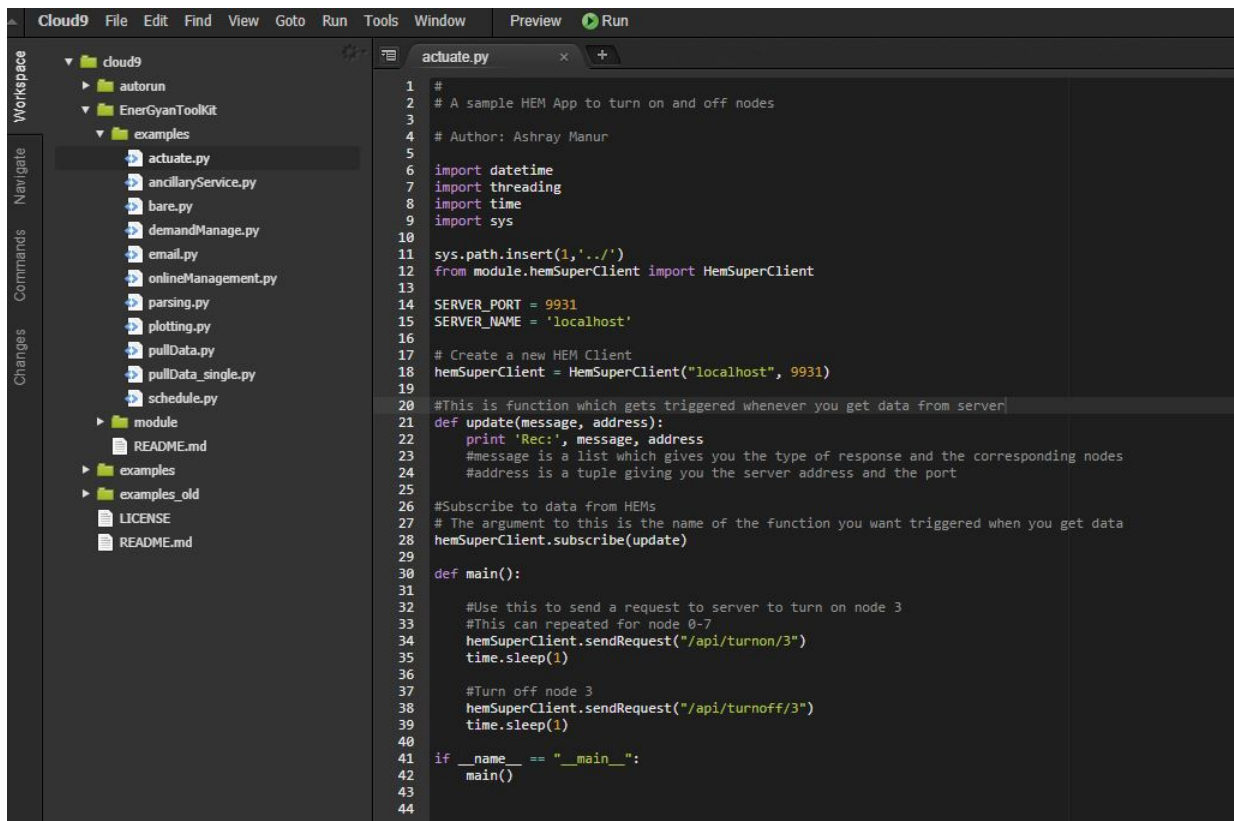 Cloud9 File Edit Find View Goto Run Tools Window Preview Run
Workspace
Navigate
Commands
Changes
cloud9
autorun
EnerGyanToolKit
examples
actuate.py
ancillaryService.py
bare.py
demandManage.py
email.py
onlineManagement.py
parsing.py
plotting.py
pullData.py
pullData_single.py
schedule.py
module
README.md
examples
examples_old
LICENSE
README.md
actuate.py × +
1 #
2 # A sample HEM App to turn on and off nodes
3
4 # Author: Ashray Manur
5
6 import datetime
7 import threading
8 import time
9 import sys
10
11 sys.path.insert(1,'../')
12 from module.hemSuperClient import HemSuperClient
13
14 SERVER_PORT = 9931
15 SERVER_NAME = 'localhost'
16
17 # Create a new HEM Client
18 hemSuperClient = HemSuperClient("localhost", 9931)
19
20 #This is function which gets triggered whenever you get data from server
21 def update(message, address):
22     print 'Rec:', message, address
23     #message is a list which gives you the type of response and the corresponding nodes
24     #address is a tuple giving you the server address and the port
25
26 #Subscribe to data from HEMs
27 # The argument to this is the name of the function you want triggered when you get data
28 hemSuperClient.subscribe(update)
29
30 def main():
31
32     #Use this to send a request to server to turn on node 3
33     #This can repeated for node 0-7
34     hemSuperClient.sendRequest("/api/turnon/3")
35     time.sleep(1)
36
37     #Turn off node 3
38     hemSuperClient.sendRequest("/api/turnoff/3")
39     time.sleep(1)
40
41 if __name__ == "__main__":
42     main()
43
44